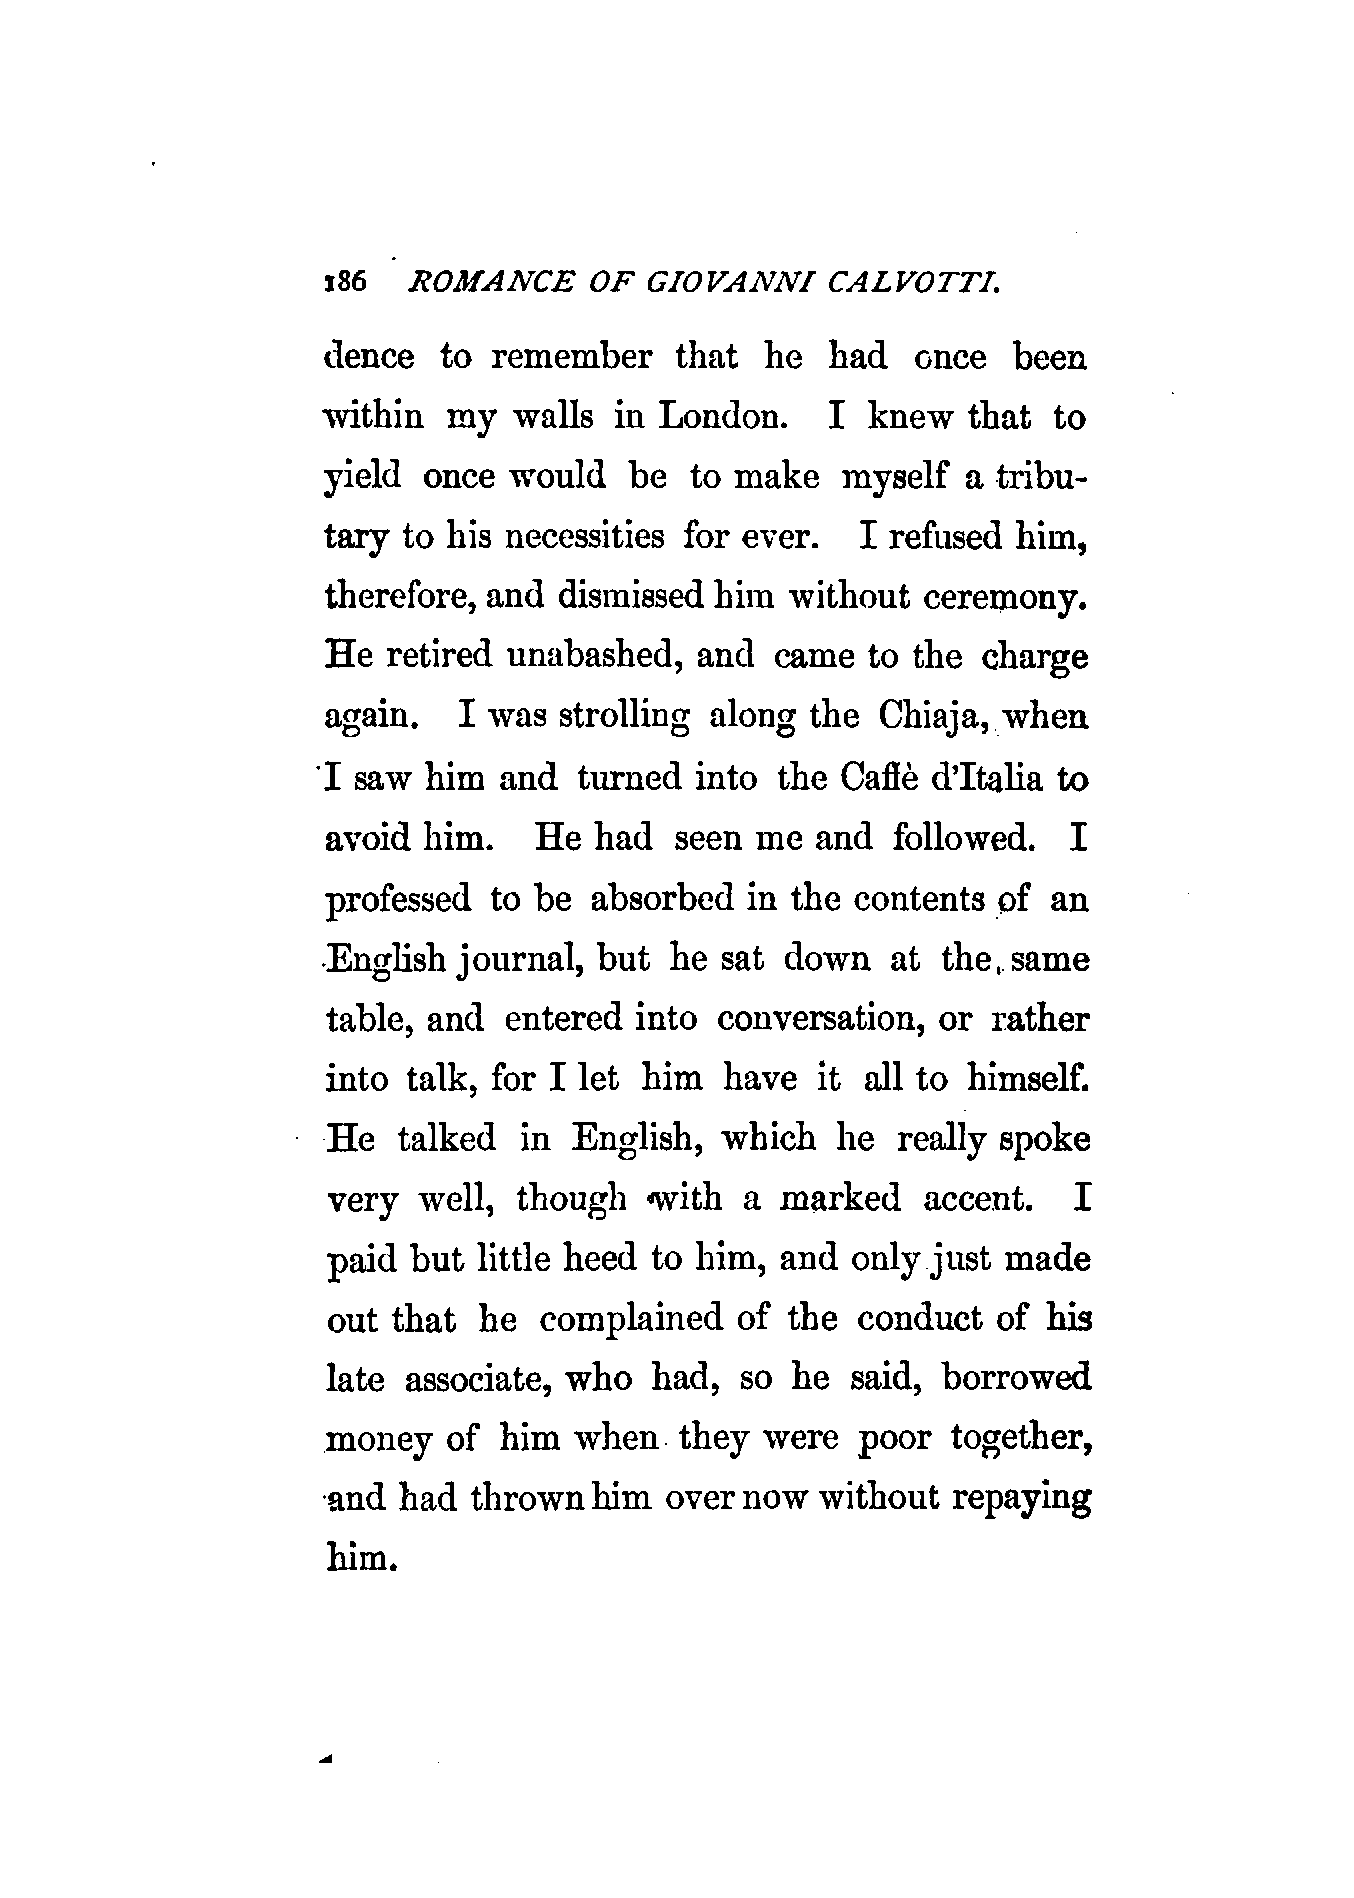 186 ROMANCE OF GIOVANNI CALVOTTI.
dence to remember that he had once been
within my walls in London. I knew that to
yield once would be to make myself a tribu-
tary to his necessities for ever. I refused him,
therefore, and dismissed him without ceremony.
He retired unabashed, and came to the charge
again. I was strolling along the Chiaja, when
I saw him and turned into the Caffè d'Italia to
avoid him. He had seen me and followed. I
professed to be absorbed in the contents of an
English journal, but he sat down at the same
table, and entered into conversation, or rather
into talk, for I let him have it all to himself.
He talked in English, which he really spoke
very well, though with a marked accent. I
paid but little heed to him, and only just made
out that he complained of the conduct of his
late associate, who had, so he said, borrowed
money of him when they were poor together,
and had thrown him over now without repaying
him.